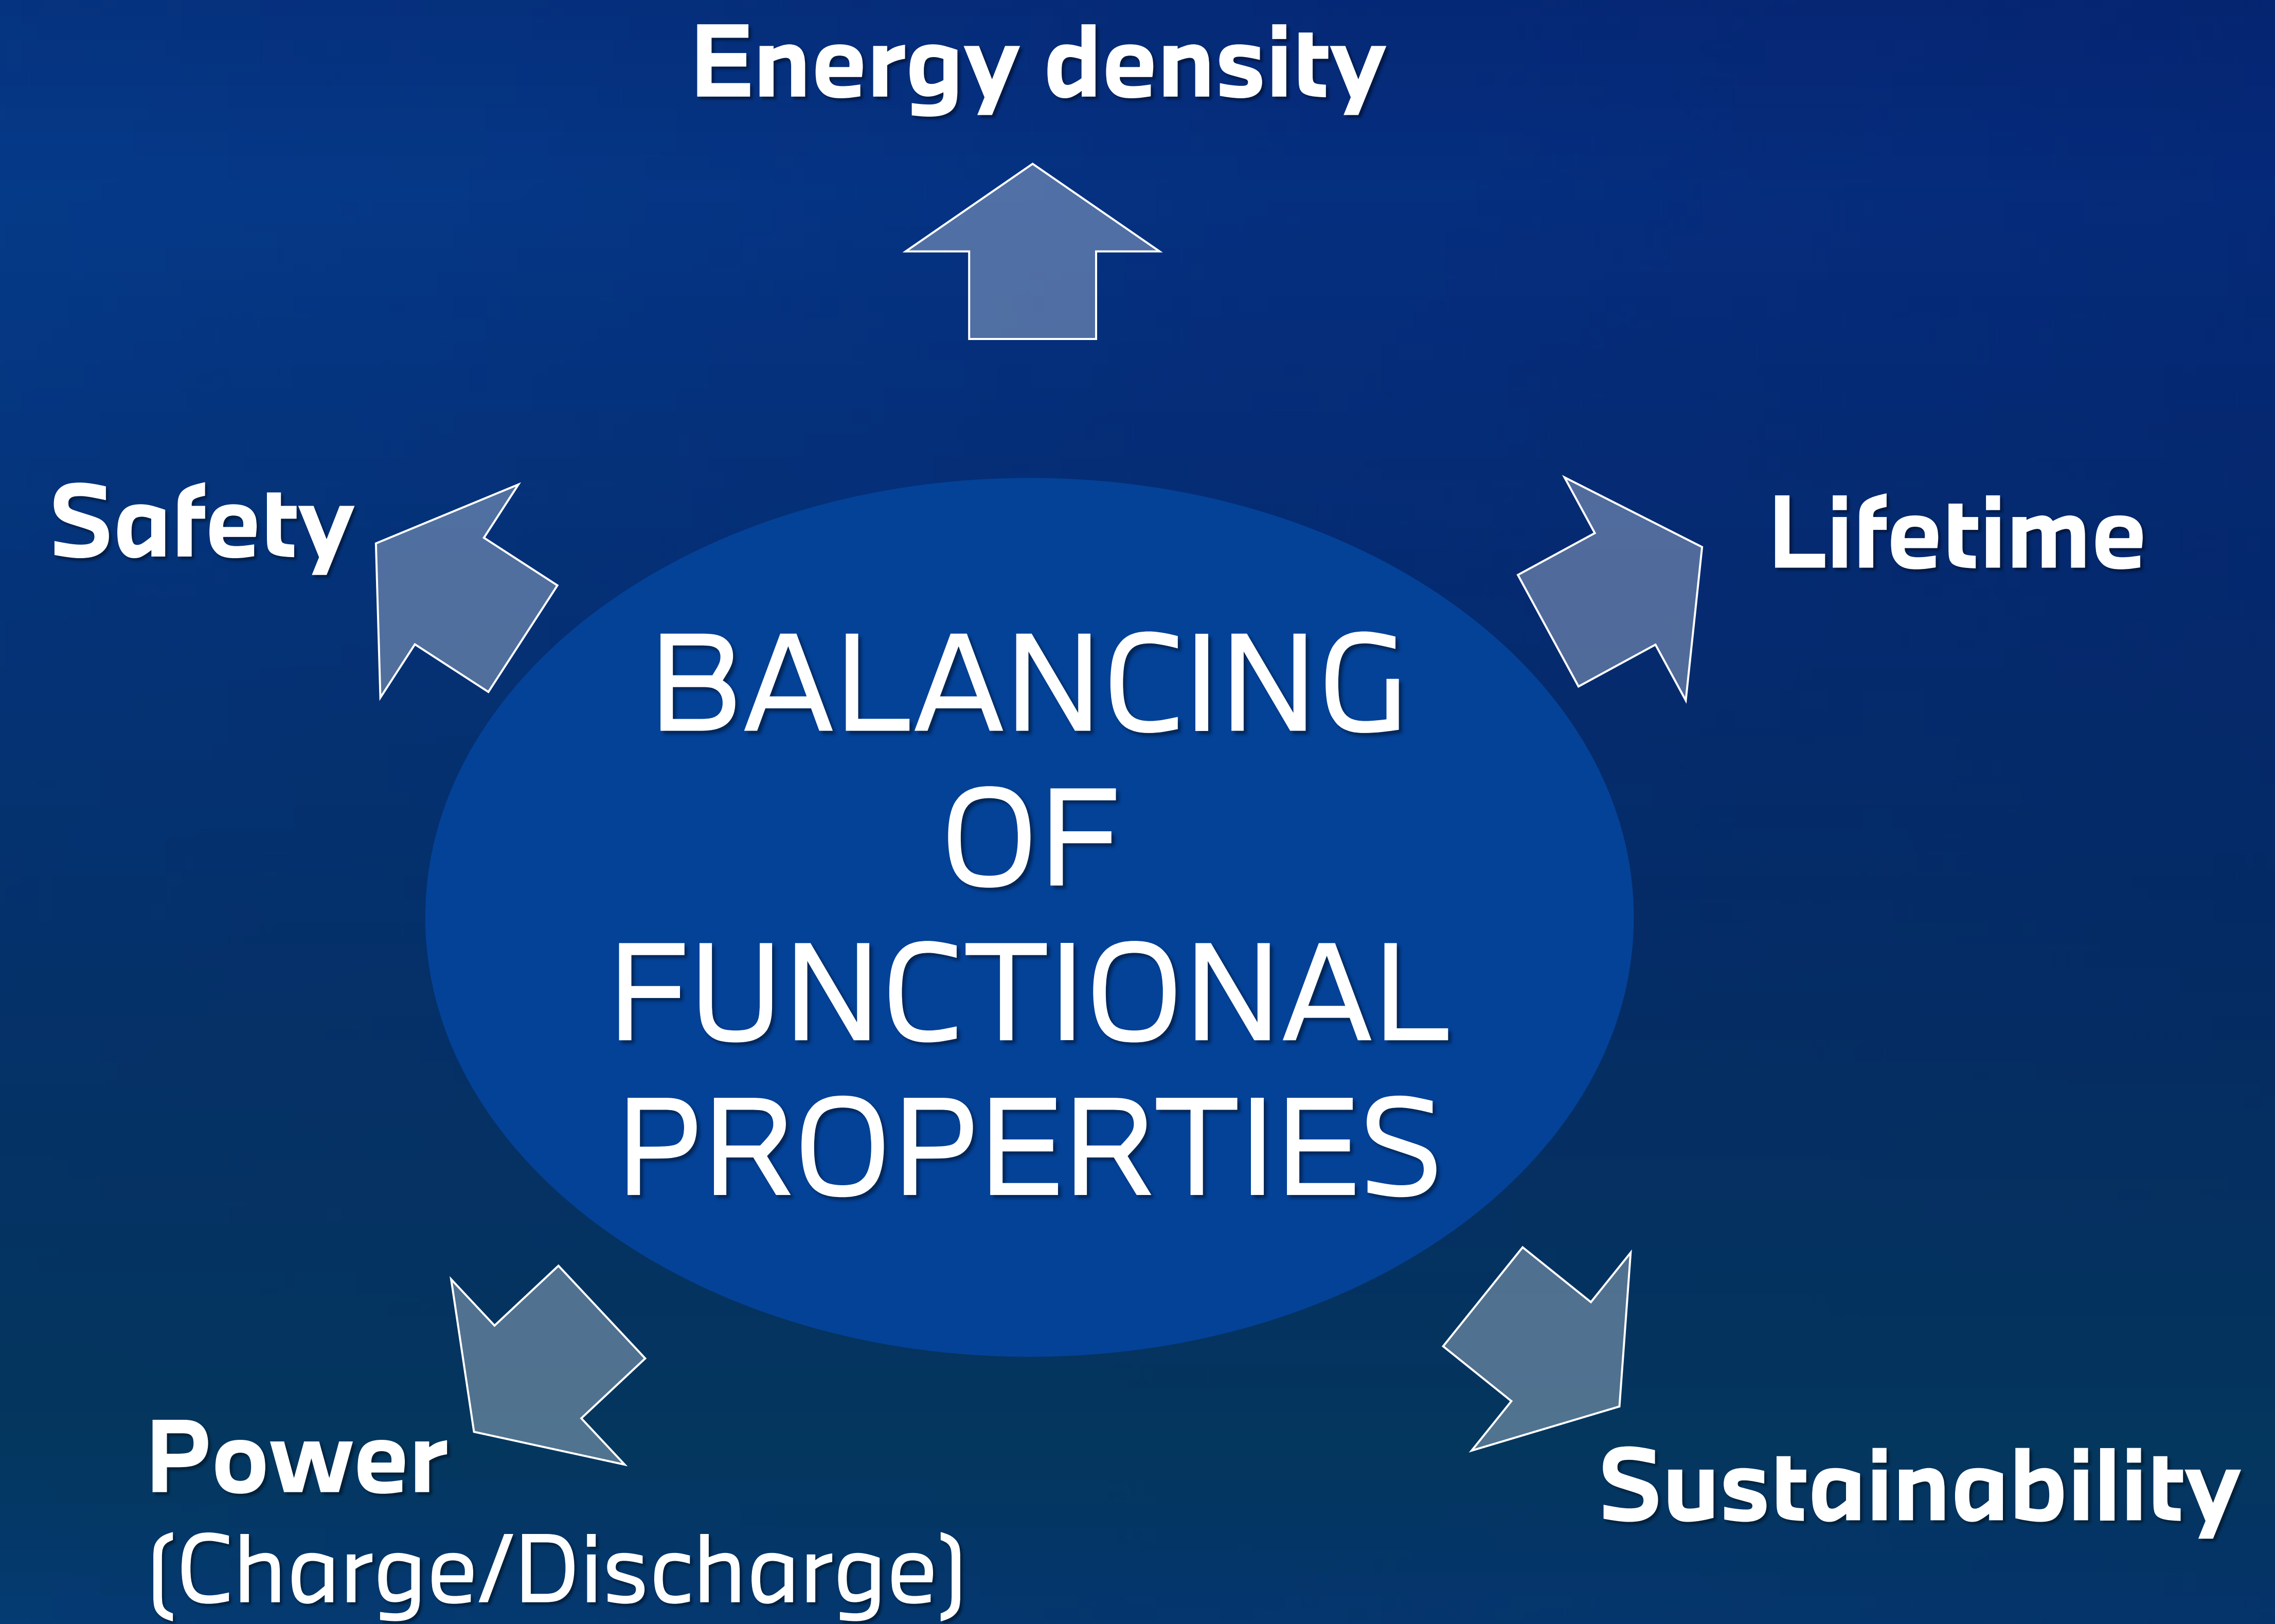 Energy density
Safety
Lifetime
BALANCING
OF
FUNCTIONAL
PROPERTIES
Power
(Charge/Discharge)
Sustainability